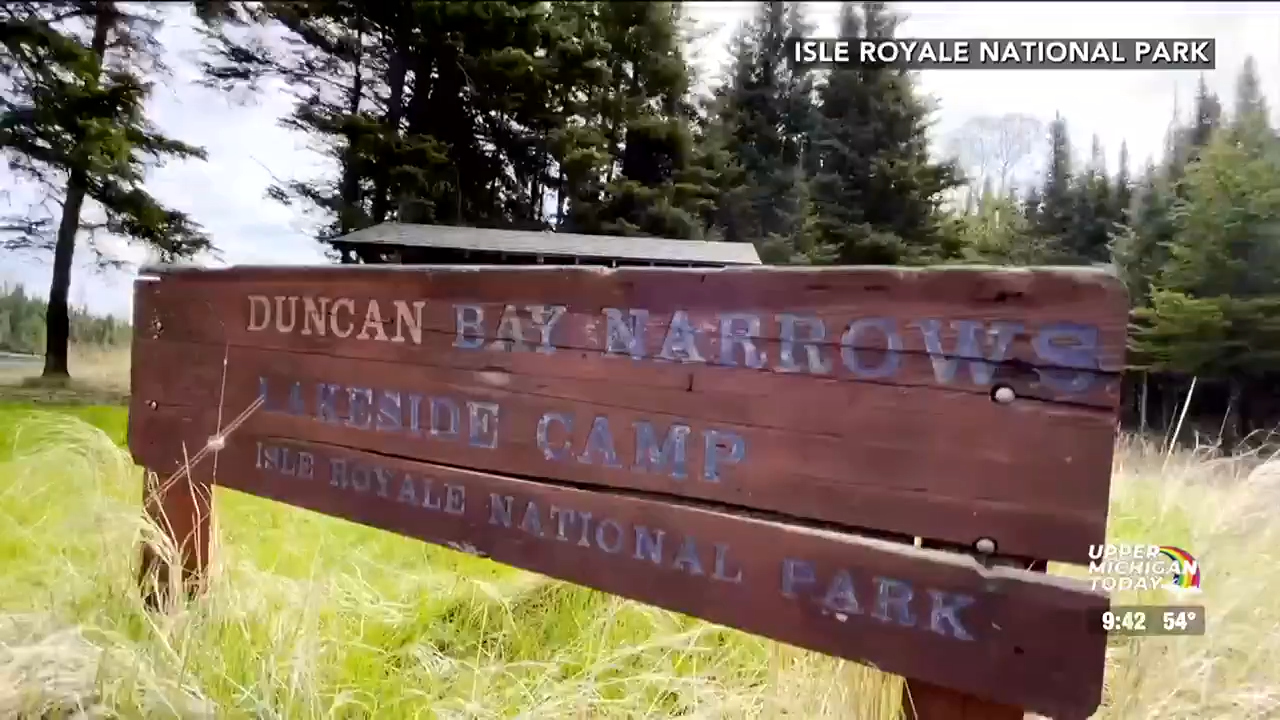 ISLE ROYALE NATIONAL PARK
DUNCAN BAY NARROWS
LAKESIDE CAMP
ISLE ROYALE NATIONAL PARK
UPPER
MICHIGAN
TODAY
9:42 54°